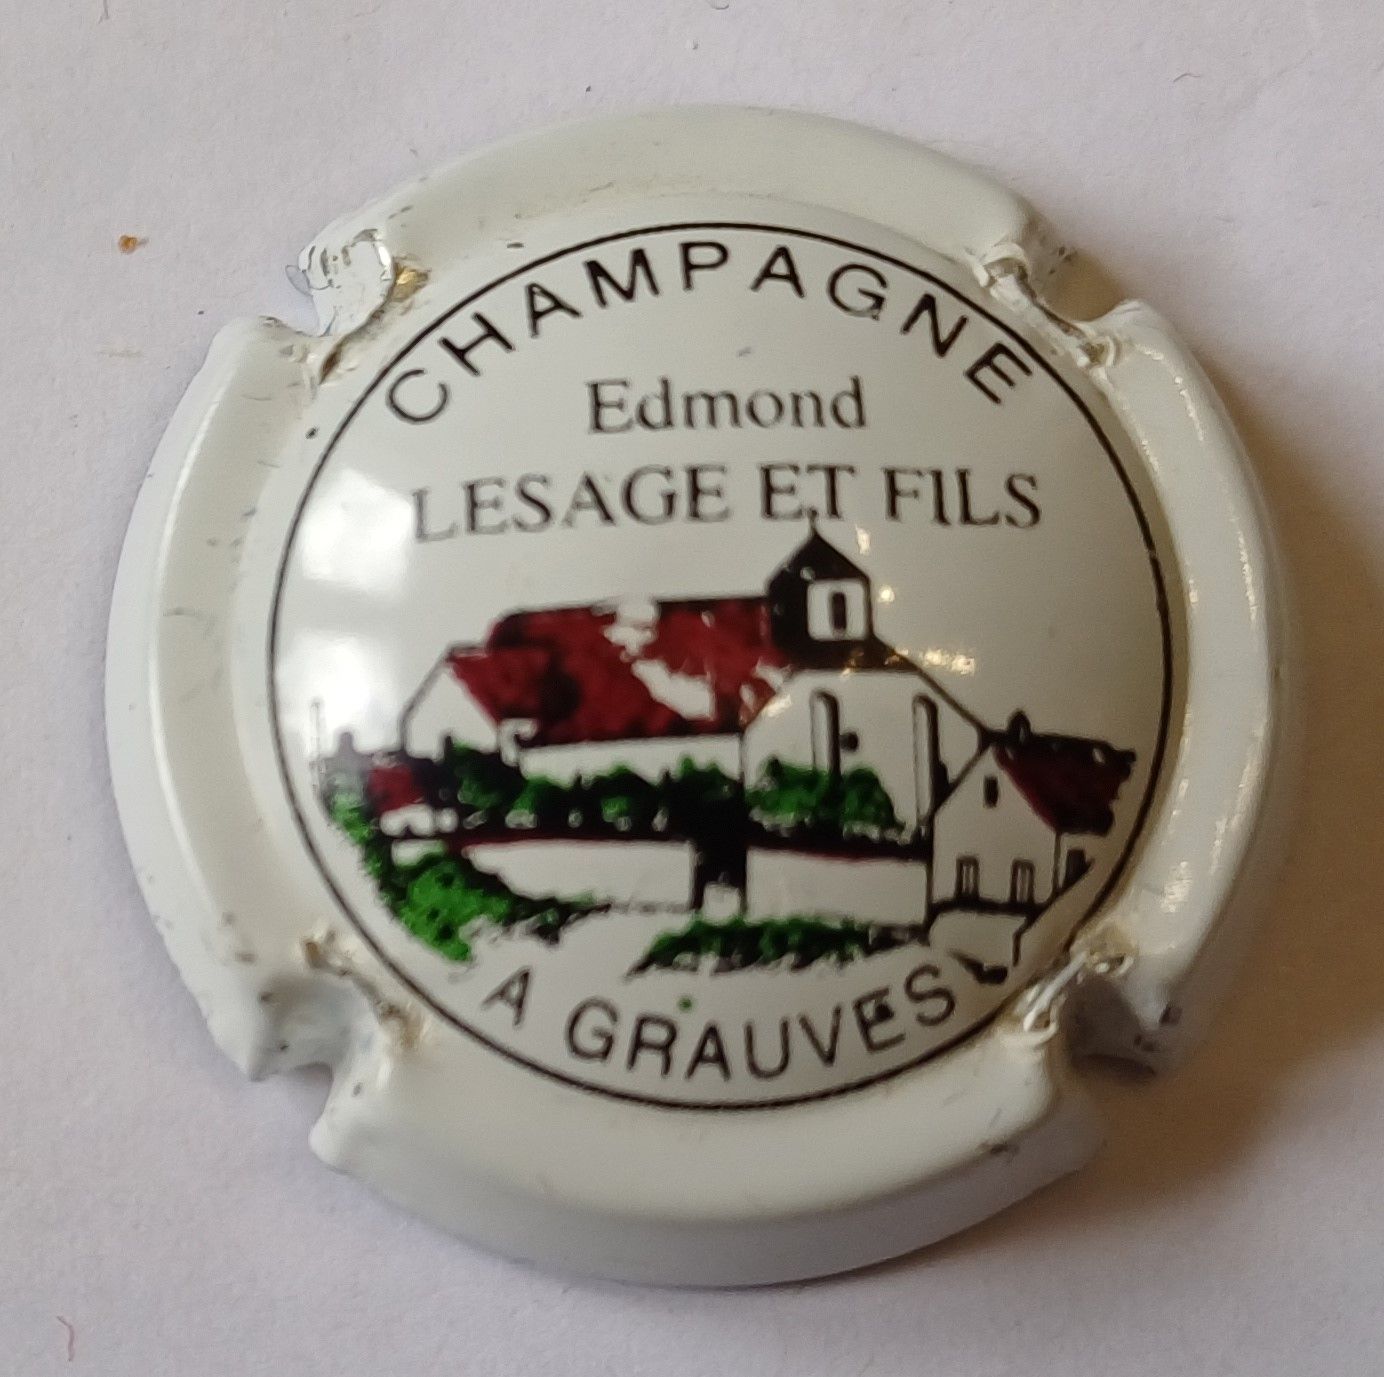 CHAMPAGNE
Edmond
LESAGE ET FILS
A GRAUVES